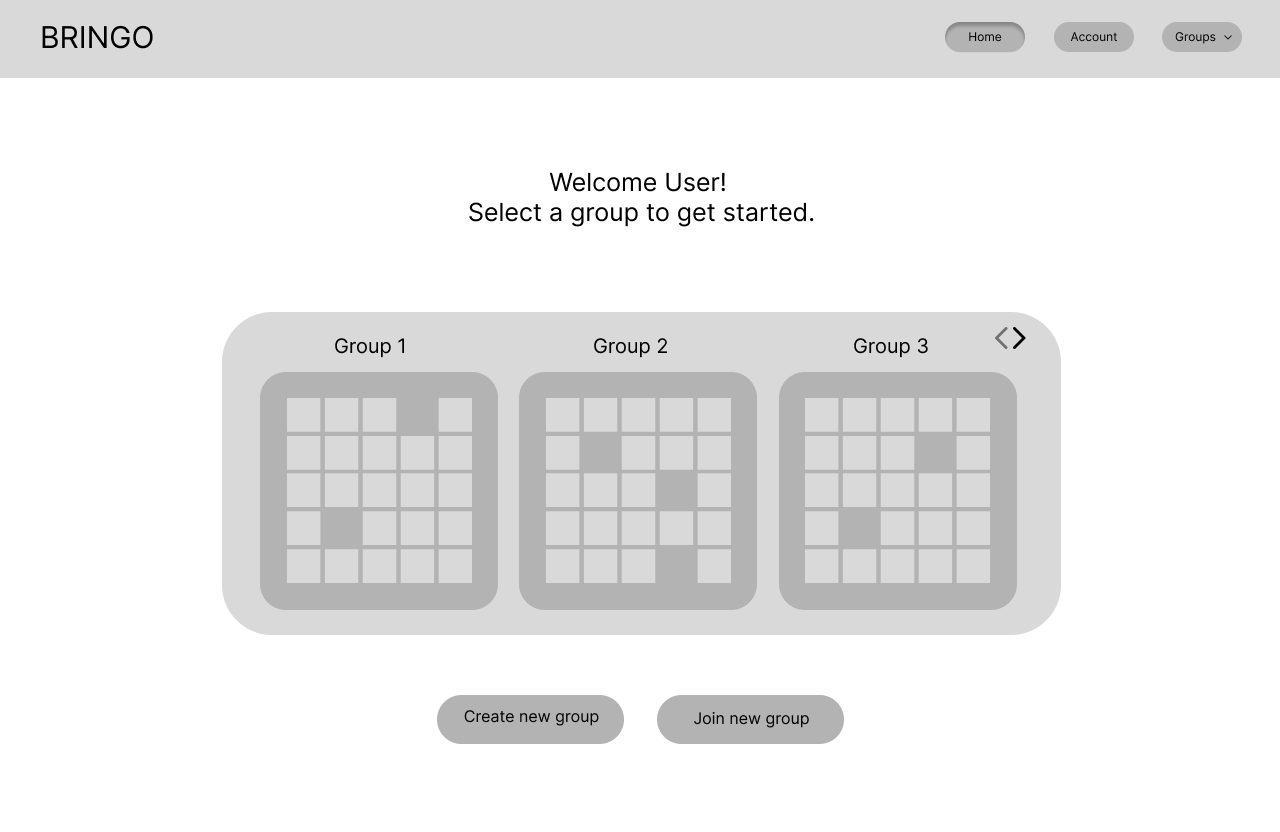 BRINGO
Home
Account
Groups
Welcome User!
Select a group to get started.
Group 1
Group 2
Group 3
Create new group
Join new group